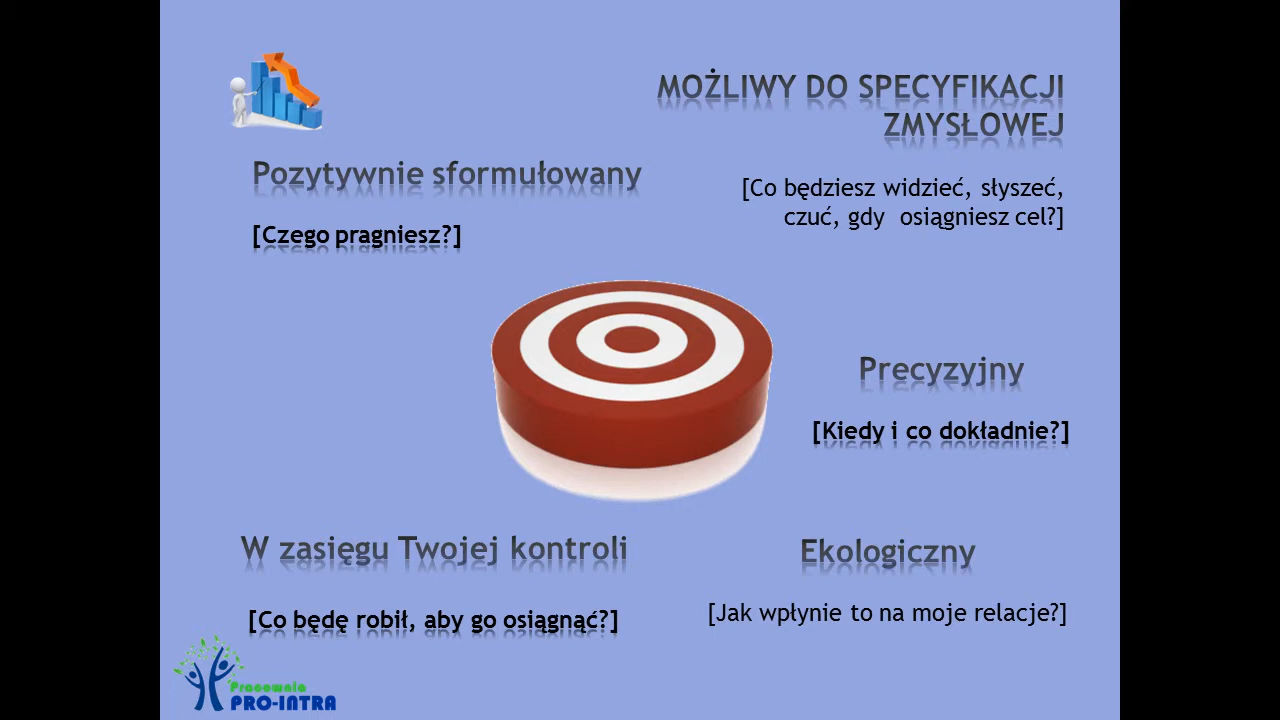 MOŻLIWY DO SPECYFIKACJI
ZMYSŁOWEJ
[Co będziesz widzieć, słyszeć,
czuć, gdy osiągniesz cel?]
Pozytywnie sformułowany
[Czego pragniesz?]
Precyzyjny
[Kiedy i co dokładnie?]
W zasięgu Twojej kontroli
[Co będę robił, aby go osiągnąć?]
Ekologiczny
[Jak wpłynie to na moje relacje?]
Pracownia
PRO-INTRA